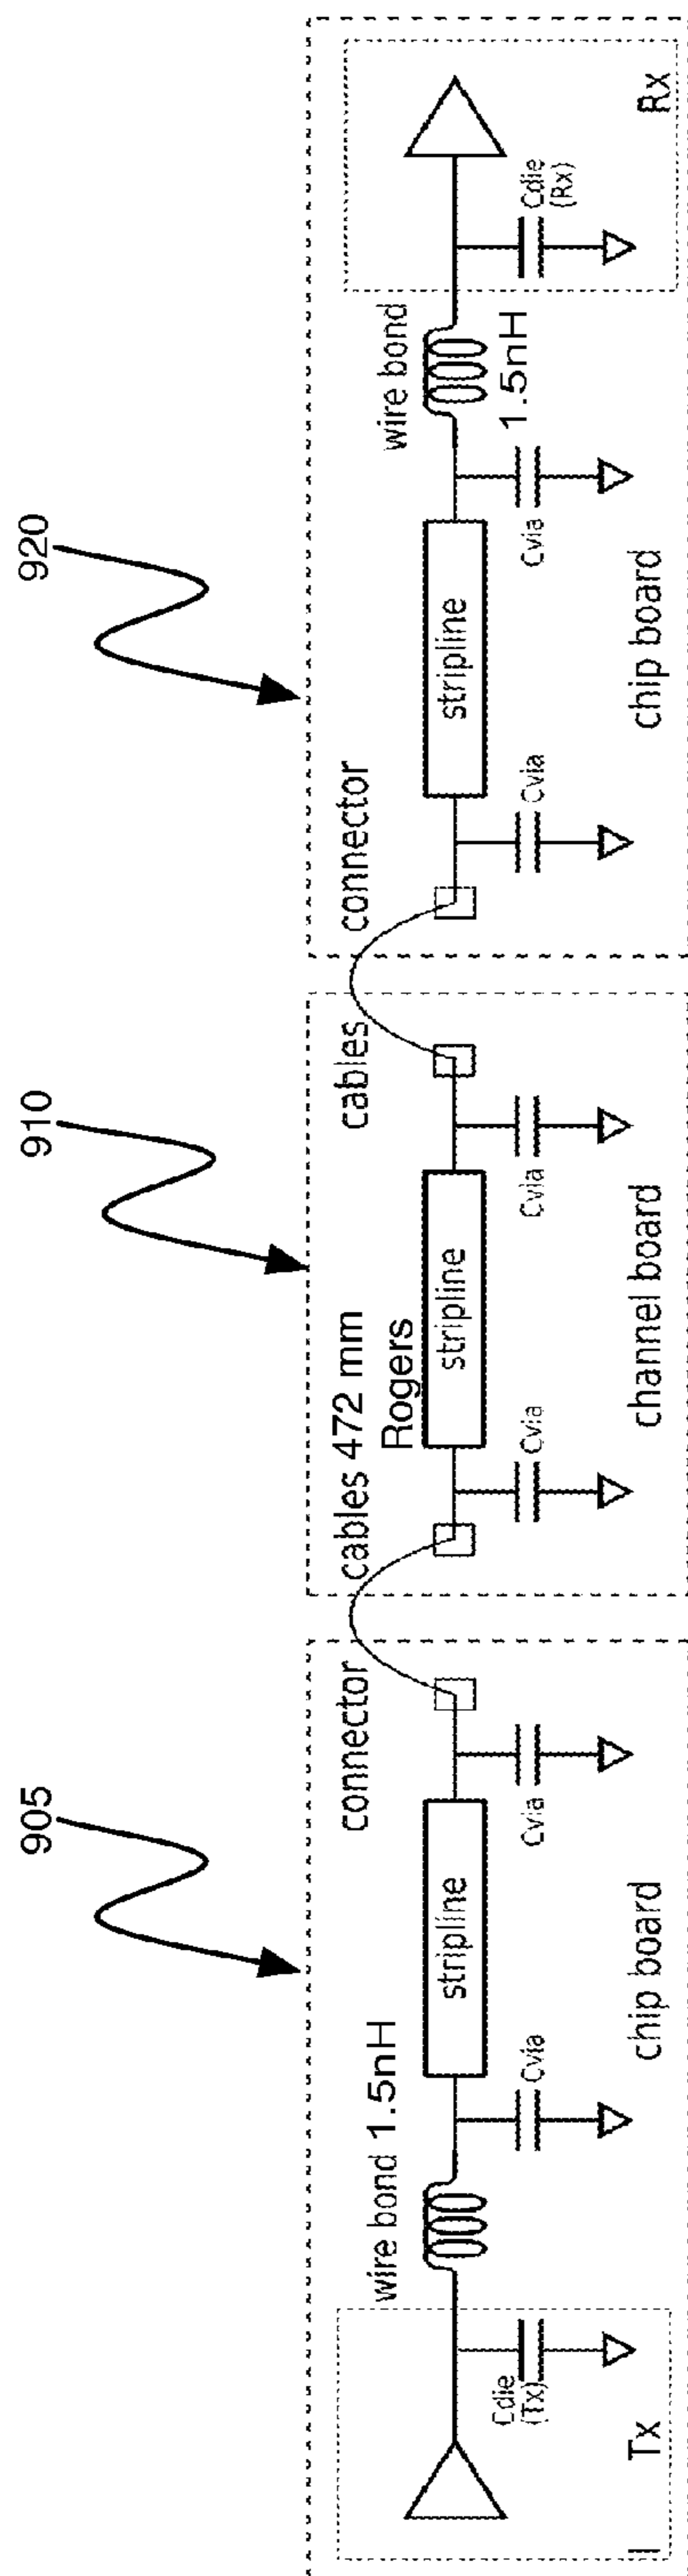 905
910
920
wire bond 1.5nH
connector
cables 472 mm
Rogers
cables
connector
wire bond
1.5nH
stripline
stripline
stripline
Cdie
(Tx)
Cvia
Cvia
Cvia
Cvia
Cvia
Cvia
Cdie
(Rx)
Tx
chip board
channel board
chip board
Rx